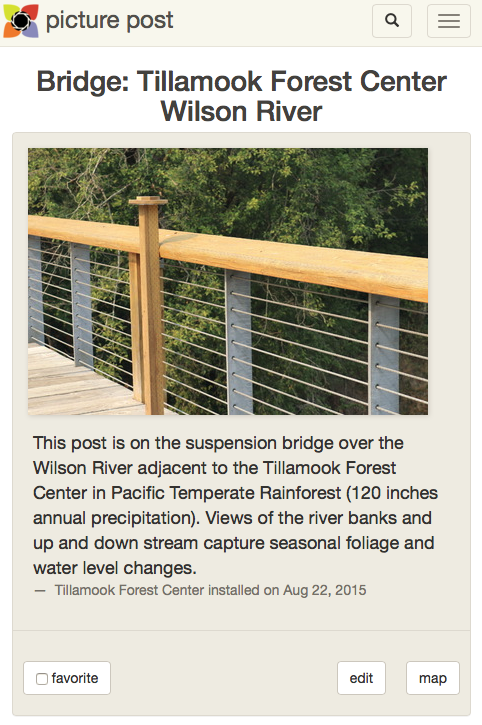 picture post
Bridge: Tillamook Forest Center
Wilson River
This post is on the suspension bridge over the
Wilson River adjacent to the Tillamook Forest
Center in Pacific Temperate Rainforest (120 inches
annual precipitation). Views of the river banks and
up and down stream capture seasonal foliage and
water level changes.
— Tillamook Forest Center installed on Aug 22, 2015
favorite edit map